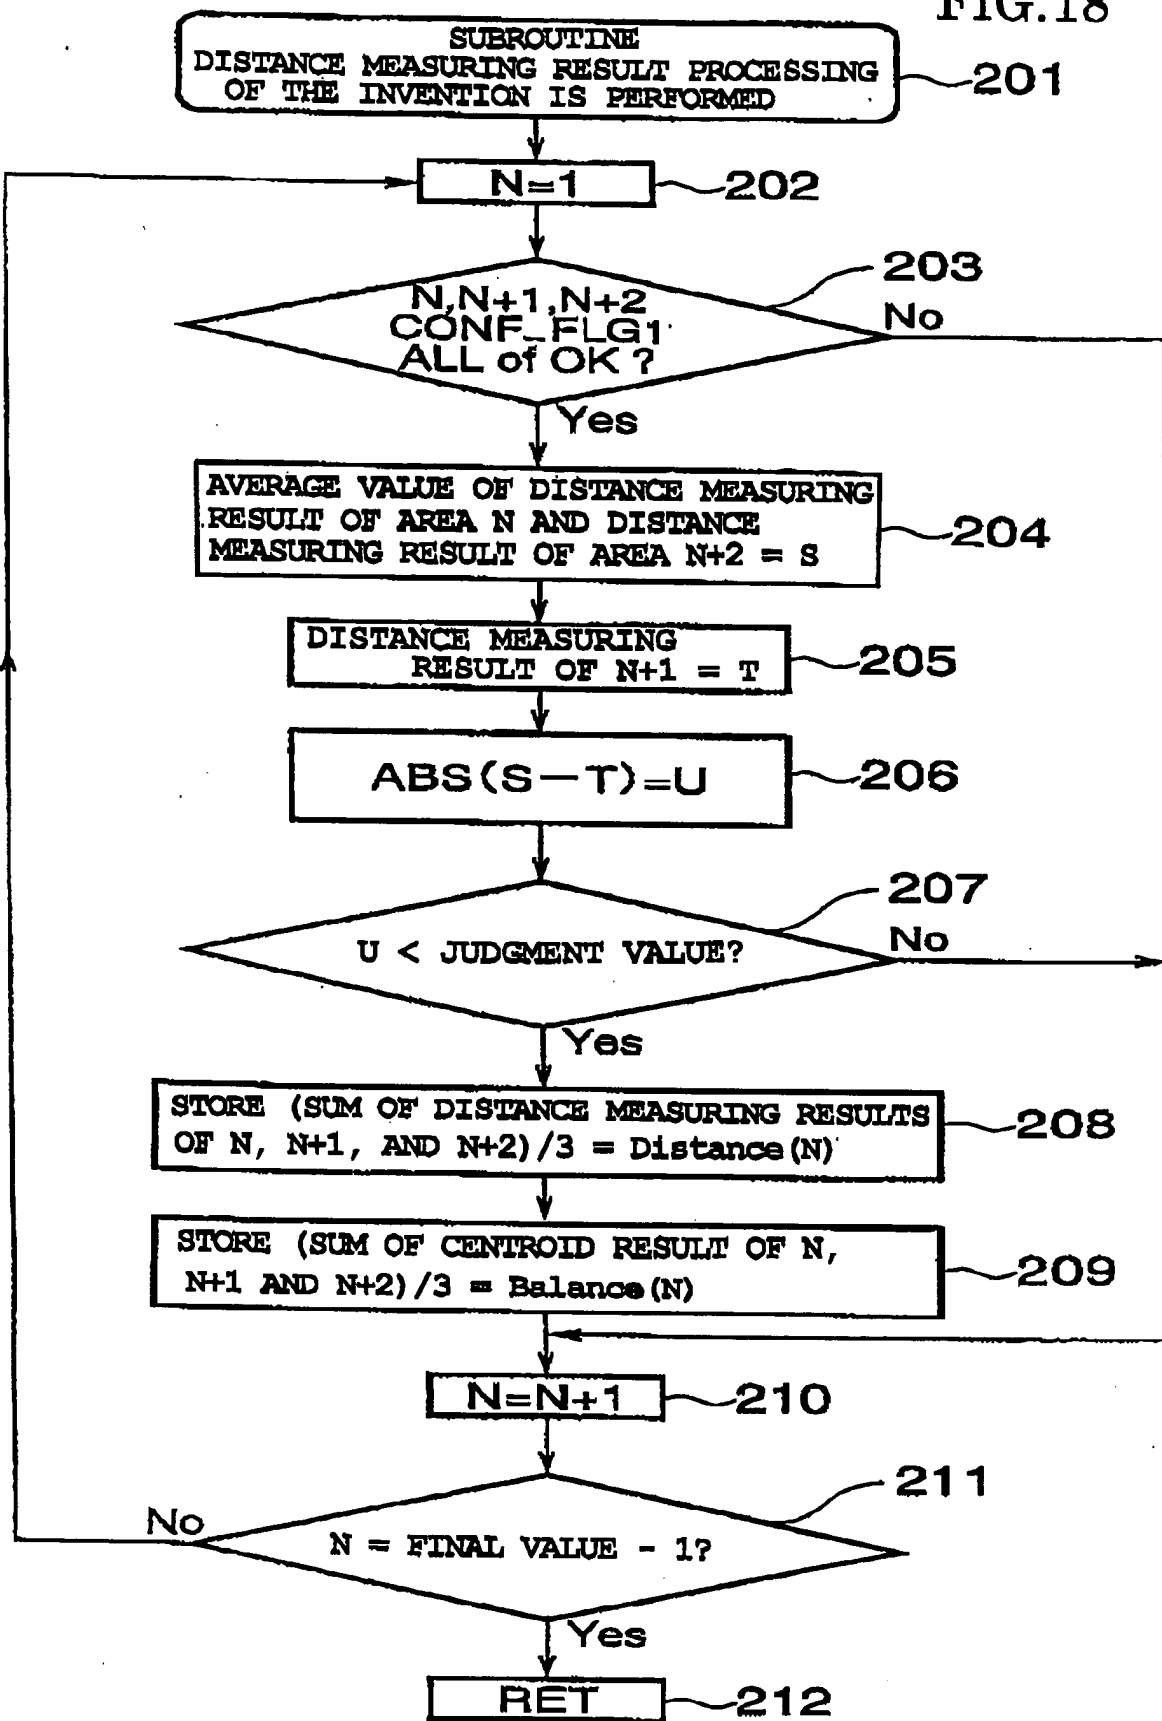 FIG.18
SUBROUTINE
DISTANCE MEASURING RESULT PROCESSING
OF THE INVENTION IS PERFORMED
201
N=1
202
203
N,N+1,N+2
CONF_FLG1
ALL of OK ?
No
Yes
AVERAGE VALUE OF DISTANCE MEASURING
RESULT OF AREA N AND DISTANCE
MEASURING RESULT OF AREA N+2 = S
204
DISTANCE MEASURING
RESULT OF N+1 = T
205
ABS(S-T)=U
206
207
U < JUDGMENT VALUE?
No
Yes
STORE (SUM OF DISTANCE MEASURING RESULTS
OF N, N+1, AND N+2)/3 = Distance(N)
208
STORE (SUM OF CENTROID RESULT OF N,
N+1 AND N+2)/3 = Balance(N)
209
N=N+1
210
211
No
N = FINAL VALUE - 1?
Yes
RET
212